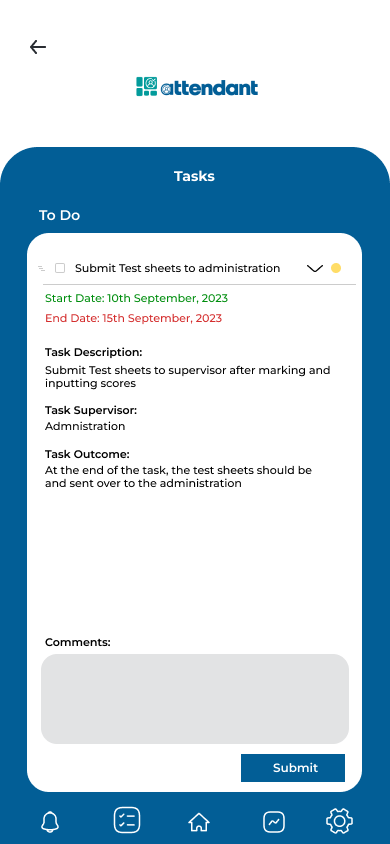 attendant
Tasks
To Do
Submit Test sheets to administration
Start Date: 10th September, 2023
End Date: 15th September, 2023
Task Description:
Submit Test sheets to supervisor after marking and
inputting scores
Task Supervisor:
Admnistration
Task Outcome:
At the end of the task, the test sheets should be
and sent over to the administration
Comments:
Submit